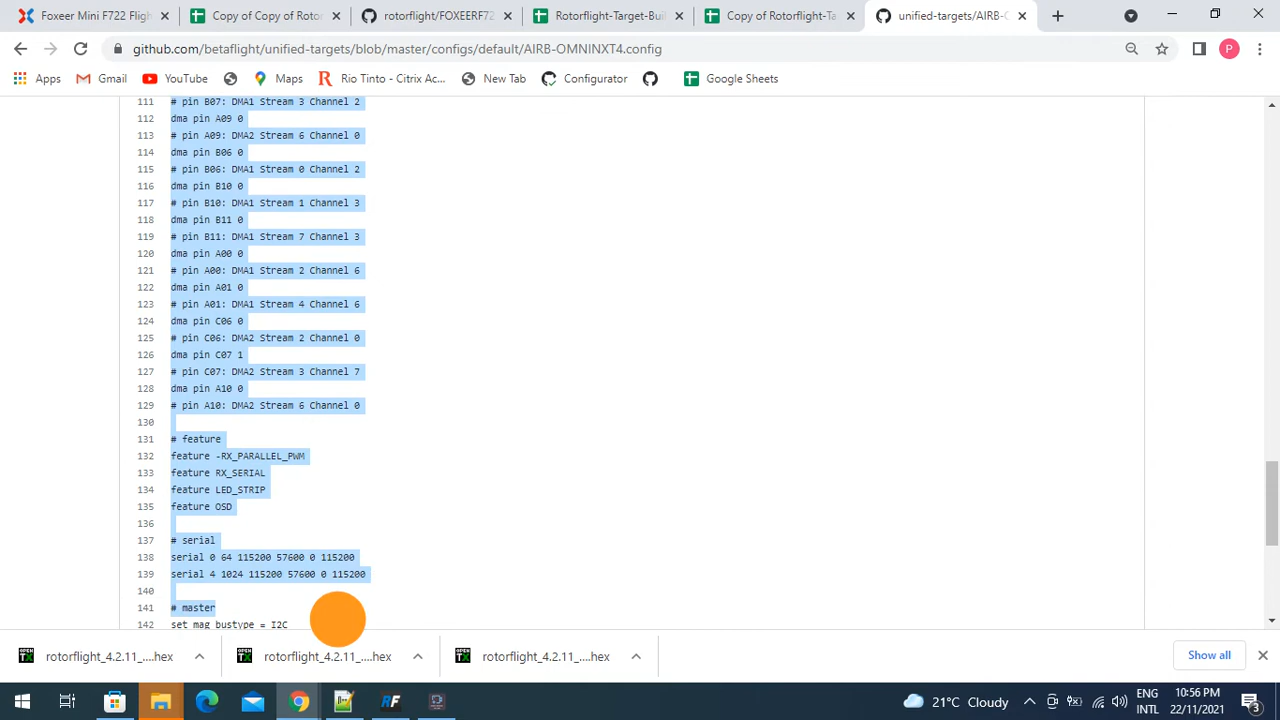 Foxeer Mini F722 Fligh
Copy of Copy of Rotor
rotorflight/FOXEERF72
Rotorflight-Target-Buil
Copy of Rotorflight-Ta
unified-targets/AIRB-O
github.com/betaflight/unified-targets/blob/master/configs/default/AIRB-OMNINXT4.config
P
Apps
Gmail
YouTube
Maps
Rio Tinto - Citrix Ac...
New Tab
Configurator
Google Sheets
111 # pin B07: DMA1 Stream 3 Channel 2
112 dma pin A09 0
113 # pin A09: DMA2 Stream 6 Channel 0
114 dma pin B06 0
115 # pin B06: DMA1 Stream 0 Channel 2
116 dma pin B10 0
117 # pin B10: DMA1 Stream 1 Channel 3
118 dma pin B11 0
119 # pin B11: DMA1 Stream 7 Channel 3
120 dma pin A00 0
121 # pin A00: DMA1 Stream 2 Channel 6
122 dma pin A01 0
123 # pin A01: DMA1 Stream 4 Channel 6
124 dma pin C06 0
125 # pin C06: DMA2 Stream 2 Channel 0
126 dma pin C07 1
127 # pin C07: DMA2 Stream 3 Channel 7
128 dma pin A10 0
129 # pin A10: DMA2 Stream 6 Channel 0
130
131 # feature
132 feature -RX_PARALLEL_PWM
133 feature RX_SERIAL
134 feature LED_STRIP
135 feature OSD
136
137 # serial
138 serial 0 64 115200 57600 0 115200
139 serial 4 1024 115200 57600 0 115200
140
141 # master
142 set mag_bustype = I2C
OPEN TX rotorflight_4.2.11_....hex
OPEN TX rotorflight_4.2.11_....hex
OPEN TX rotorflight_4.2.11_....hex
Show all
RF
21°C Cloudy
ENG
INTL
10:56 PM
22/11/2021
3